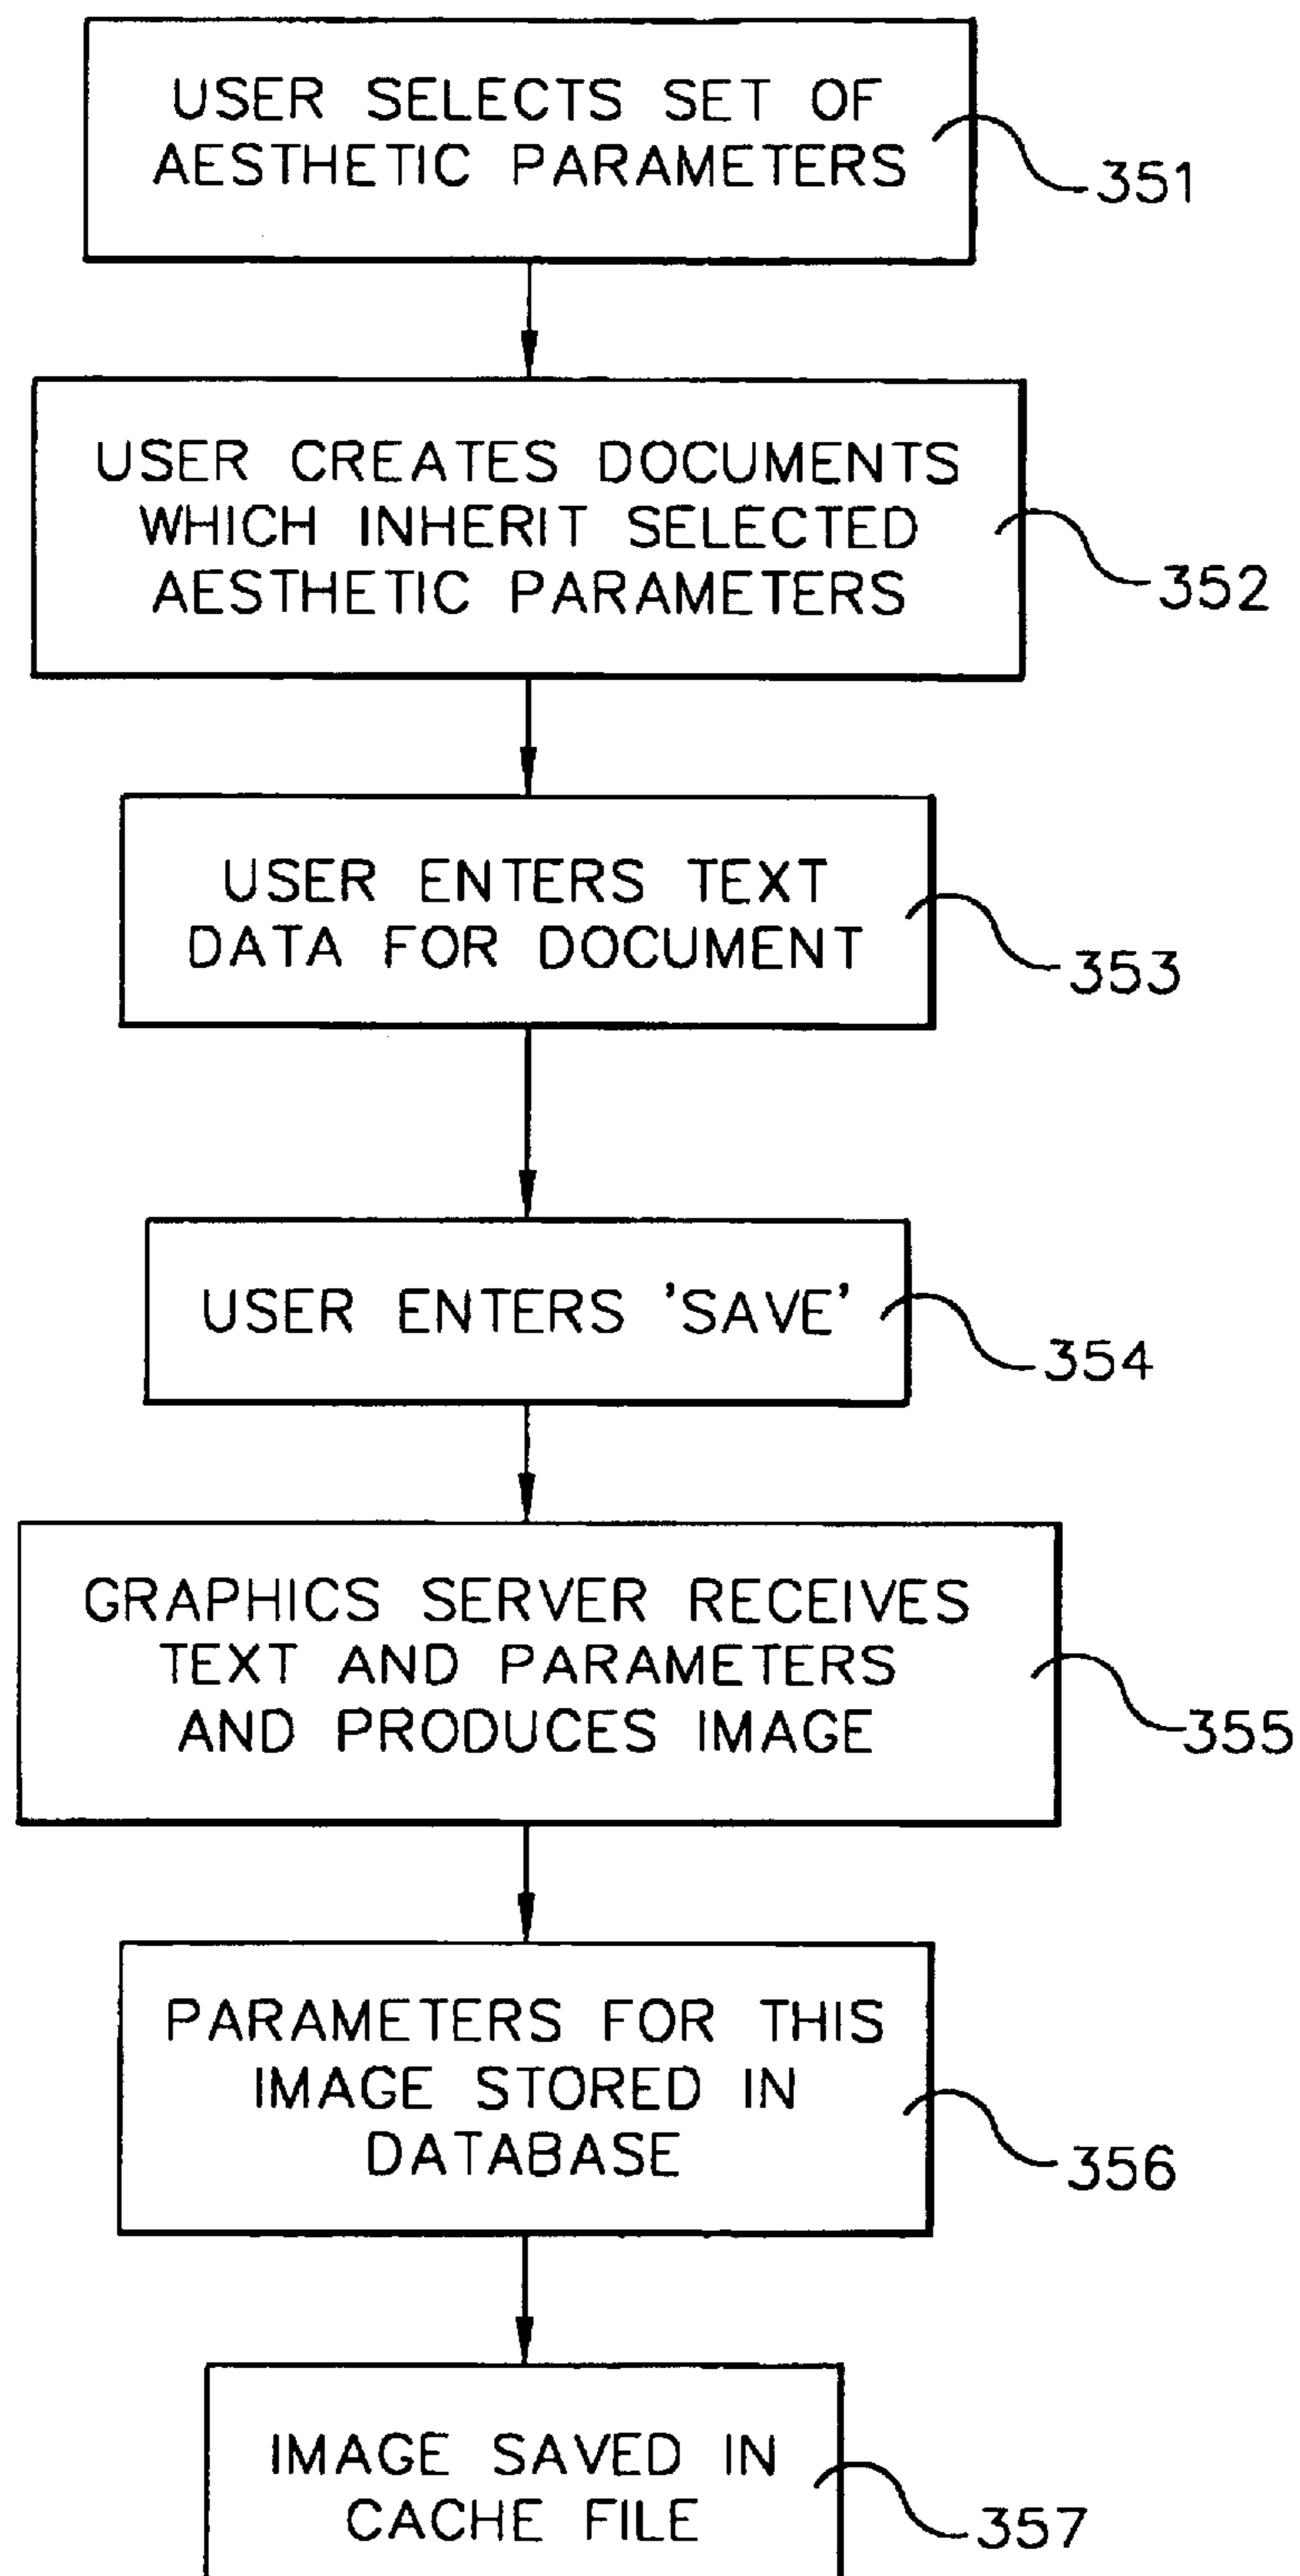 USER SELECTS SET OF
AESTHETIC PARAMETERS
351
USER CREATES DOCUMENTS
WHICH INHERIT SELECTED
AESTHETIC PARAMETERS
352
USER ENTERS TEXT
DATA FOR DOCUMENT
353
USER ENTERS 'SAVE'
354
GRAPHICS SERVER RECEIVES
TEXT AND PARAMETERS
AND PRODUCES IMAGE
355
PARAMETERS FOR THIS
IMAGE STORED IN
DATABASE
356
IMAGE SAVED IN
CACHE FILE
357